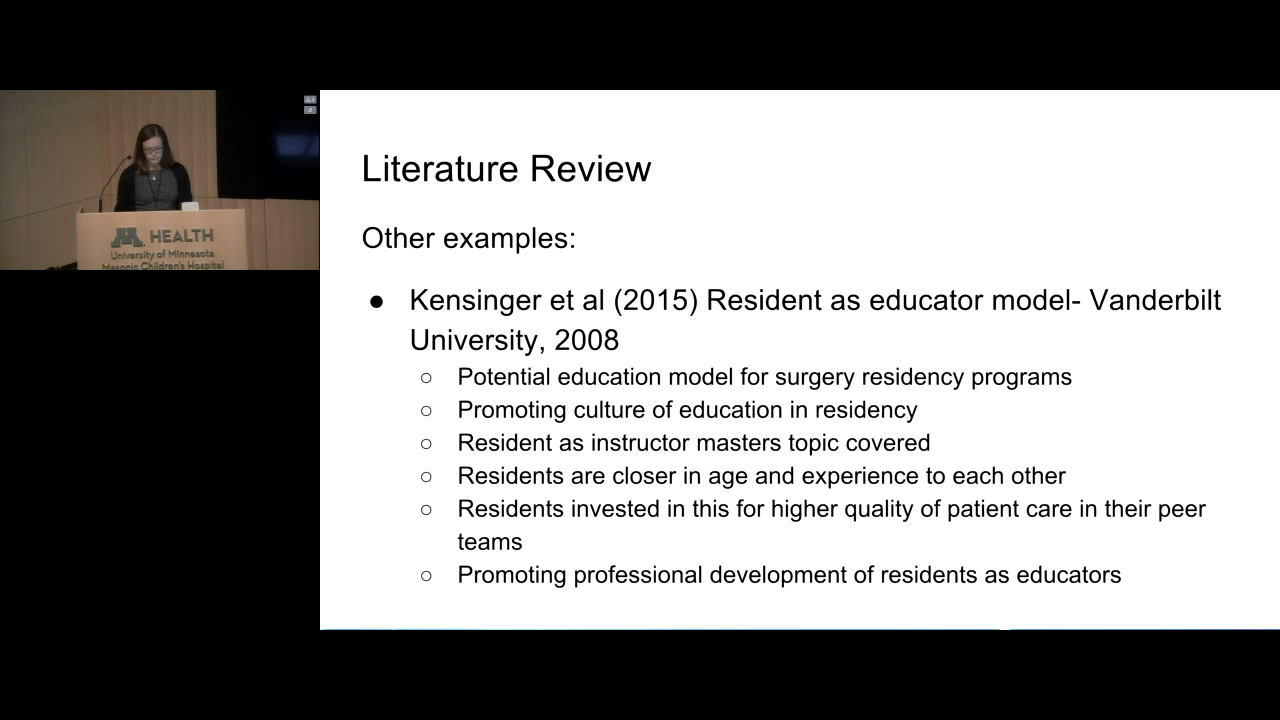 HEALTH
University of Minnesota
Masonic Children's Hospital
Literature Review
Other examples:
● Kensinger et al (2015) Resident as educator model- Vanderbilt
University, 2008
○ Potential education model for surgery residency programs
○ Promoting culture of education in residency
○ Resident as instructor masters topic covered
○ Residents are closer in age and experience to each other
○ Residents invested in this for higher quality of patient care in their peer
teams
○ Promoting professional development of residents as educators